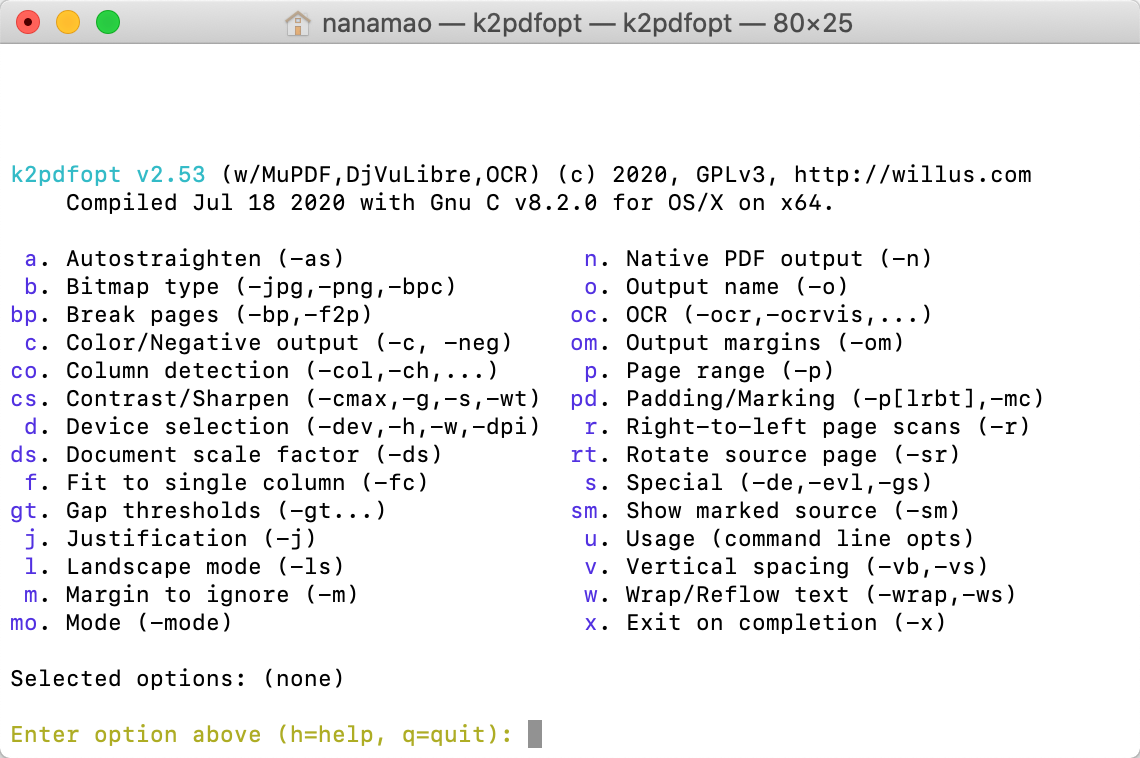 nanamao — k2pdfopt — k2pdfopt — 80×25
k2pdfopt v2.53 (w/MuPDF,DjVuLibre,OCR) (c) 2020, GPLv3, http://willus.com
    Compiled Jul 18 2020 with Gnu C v8.2.0 for OS/X on x64.
 a. Autostraighten (-as)                 n. Native PDF output (-n)
 b. Bitmap type (-jpg,-png,-bpc)         o. Output name (-o)
bp. Break pages (-bp,-f2p)              oc. OCR (-ocr,-ocrvis,...)
 c. Color/Negative output (-c, -neg)    om. Output margins (-om)
co. Column detection (-col,-ch,...)      p. Page range (-p)
cs. Contrast/Sharpen (-cmax,-g,-s,-wt)  pd. Padding/Marking (-p[lrbt],-mc)
 d. Device selection (-dev,-h,-w,-dpi)   r. Right-to-left page scans (-r)
ds. Document scale factor (-ds)         rt. Rotate source page (-sr)
 f. Fit to single column (-fc)           s. Special (-de,-evl,-gs)
gt. Gap thresholds (-gt...)             sm. Show marked source (-sm)
 j. Justification (-j)                   u. Usage (command line opts)
 l. Landscape mode (-ls)                 v. Vertical spacing (-vb,-vs)
 m. Margin to ignore (-m)                w. Wrap/Reflow text (-wrap,-ws)
mo. Mode (-mode)                         x. Exit on completion (-x)
Selected options: (none)
Enter option above (h=help, q=quit):